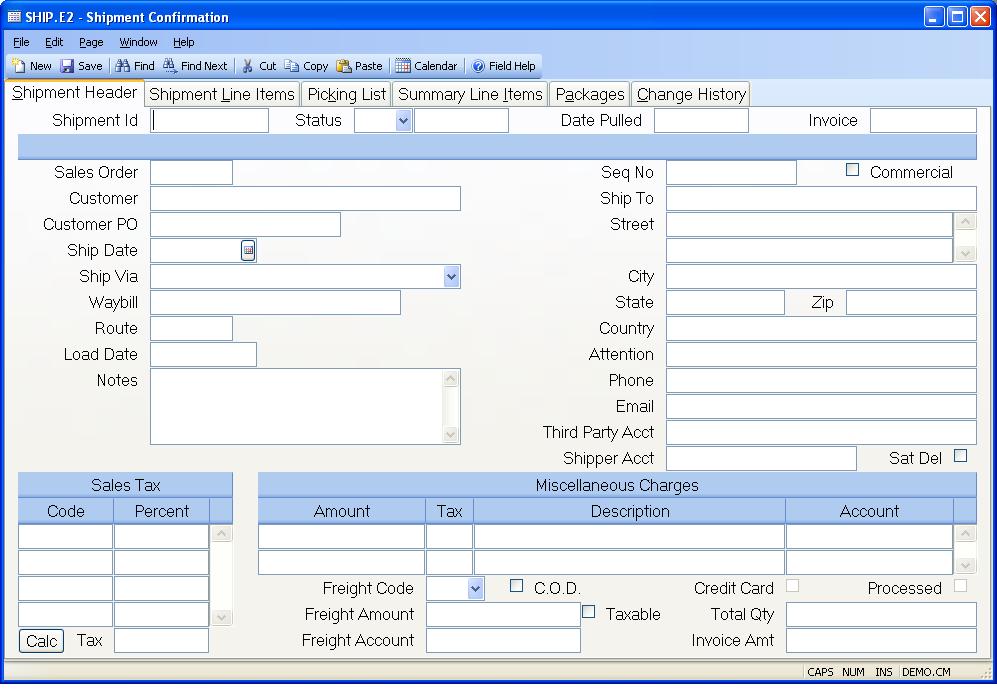 SHIP.E2 - Shipment Confirmation
File Edit Page Window Help
New Save Find Find Next Cut Copy Paste Calendar Field Help
Shipment Header Shipment Line Items Picking List Summary Line Items Packages Change History
Shipment Id Status Date Pulled Invoice
Sales Order Seq No Commercial
Customer Ship To
Customer PO Street
Ship Date
Ship Via City
Waybill State Zip
Route Country
Load Date Attention
Notes Phone
Email
Third Party Acct
Shipper Acct Sat Del
Sales Tax Miscellaneous Charges
Code Percent Amount Tax Description Account
Freight Code C.O.D. Credit Card Processed
Freight Amount Taxable Total Qty
Calc Tax Freight Account Invoice Amt
CAPS NUM INS DEMO.CM